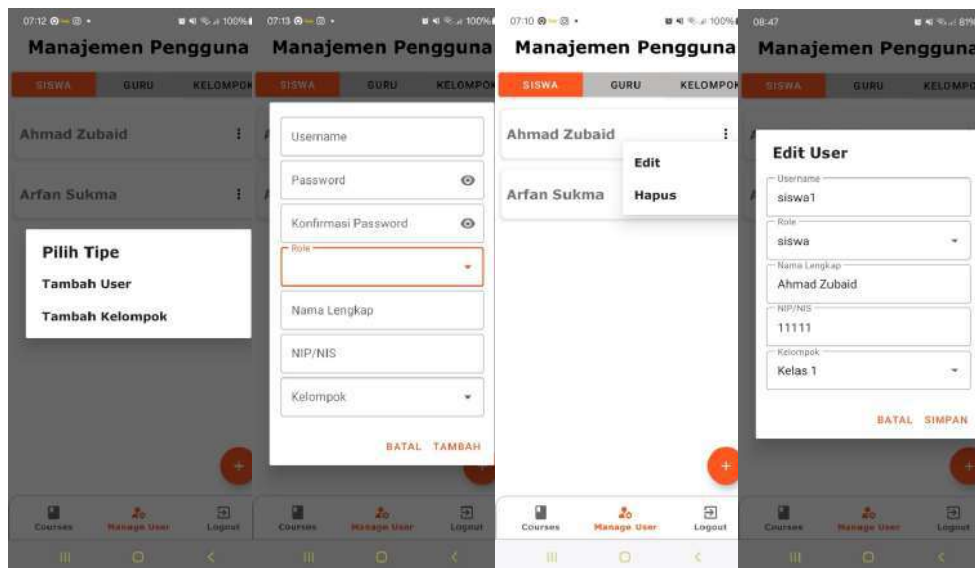 07:12
100%
Manajemen Pengguna
SISWA GURU KELOMPOK
Ahmad Zubaid
Arfan Sukma
Pilih Tipe
Tambah User
Tambah Kelompok
+
Courses Manage User Logout
07:13
100%
Manajemen Pengguna
SISWA GURU KELOMPOK
Username
Password
Konfirmasi Password
Role
Nama Lengkap
NIP/NIS
Kelompok
BATAL TAMBAH
Courses Manage User Logout
07:10
100%
Manajemen Pengguna
SISWA GURU KELOMPOK
Ahmad Zubaid
Edit
Arfan Sukma
Hapus
+
Courses Manage User Logout
08:47
81%
Manajemen Pengguna
SISWA GURU KELOMPO
Edit User
Username
siswa1
Role
siswa
Nama Lengkap
Ahmad Zubaid
NIP/NIS
11111
Kelompok
Kelas 1
BATAL SIMPAN
+
Courses Manage User Logout